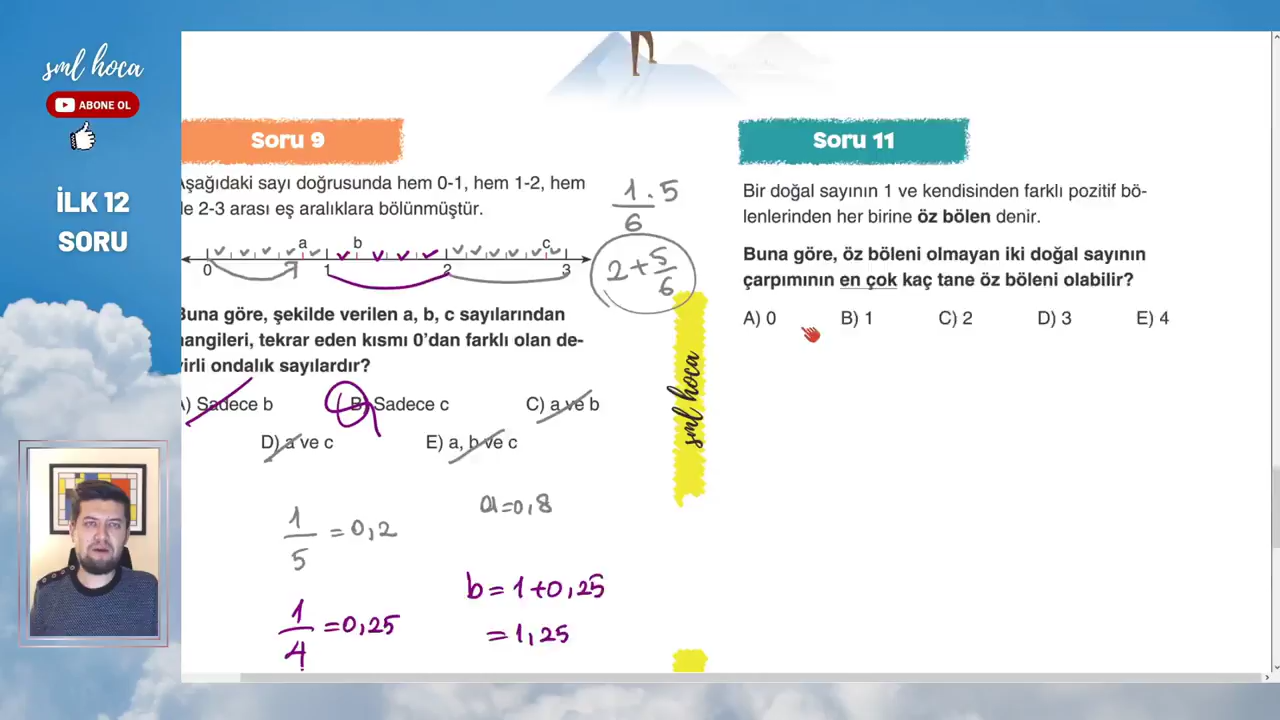 sml hoca
ABONE OL
İLK 12
SORU
Soru 9
Aşağıdaki sayı doğrusunda hem 0-1, hem 1-2, hem
de 2-3 arası eş aralıklara bölünmüştür.
a b c
0 1 2 3
1/6 . 5
2+5/6
Buna göre, şekilde verilen a, b, c sayılarından
hangileri, tekrar eden kısmı 0'dan farklı olan de-
virli ondalık sayılardır?
A) Sadece b B) Sadece c C) a ve b
D) a ve c E) a, b ve c
1/5 = 0,2
a=0,8
1/4 = 0,25
b = 1+0,25
= 1,25
sml hoca
Soru 11
Bir doğal sayının 1 ve kendisinden farklı pozitif bö-
lenlerinden her birine öz bölen denir.
Buna göre, öz böleni olmayan iki doğal sayının
çarpımının en çok kaç tane öz böleni olabilir?
A) 0 B) 1 C) 2 D) 3 E) 4